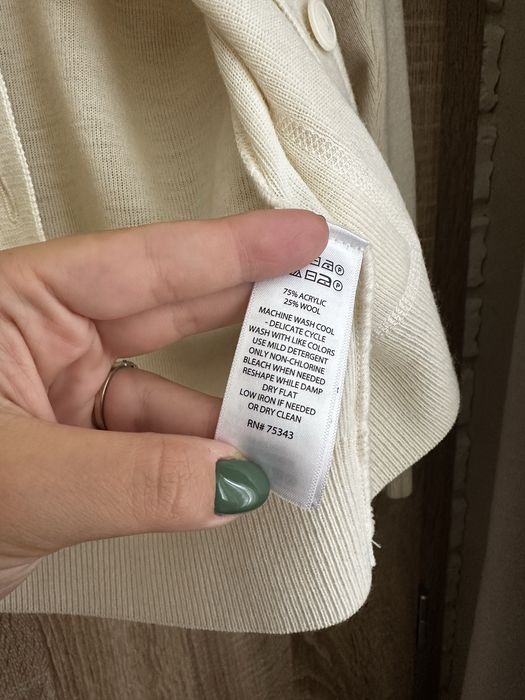 75% ACRYLIC
25% WOOL
MACHINE WASH COOL
- DELICATE CYCLE
WASH WITH LIKE COLORS
USE MILD DETERGENT
ONLY NON-CHLORINE
BLEACH WHEN NEEDED
RESHAPE WHILE DAMP
DRY FLAT
LOW IRON IF NEEDED
OR DRY CLEAN
RN# 75343